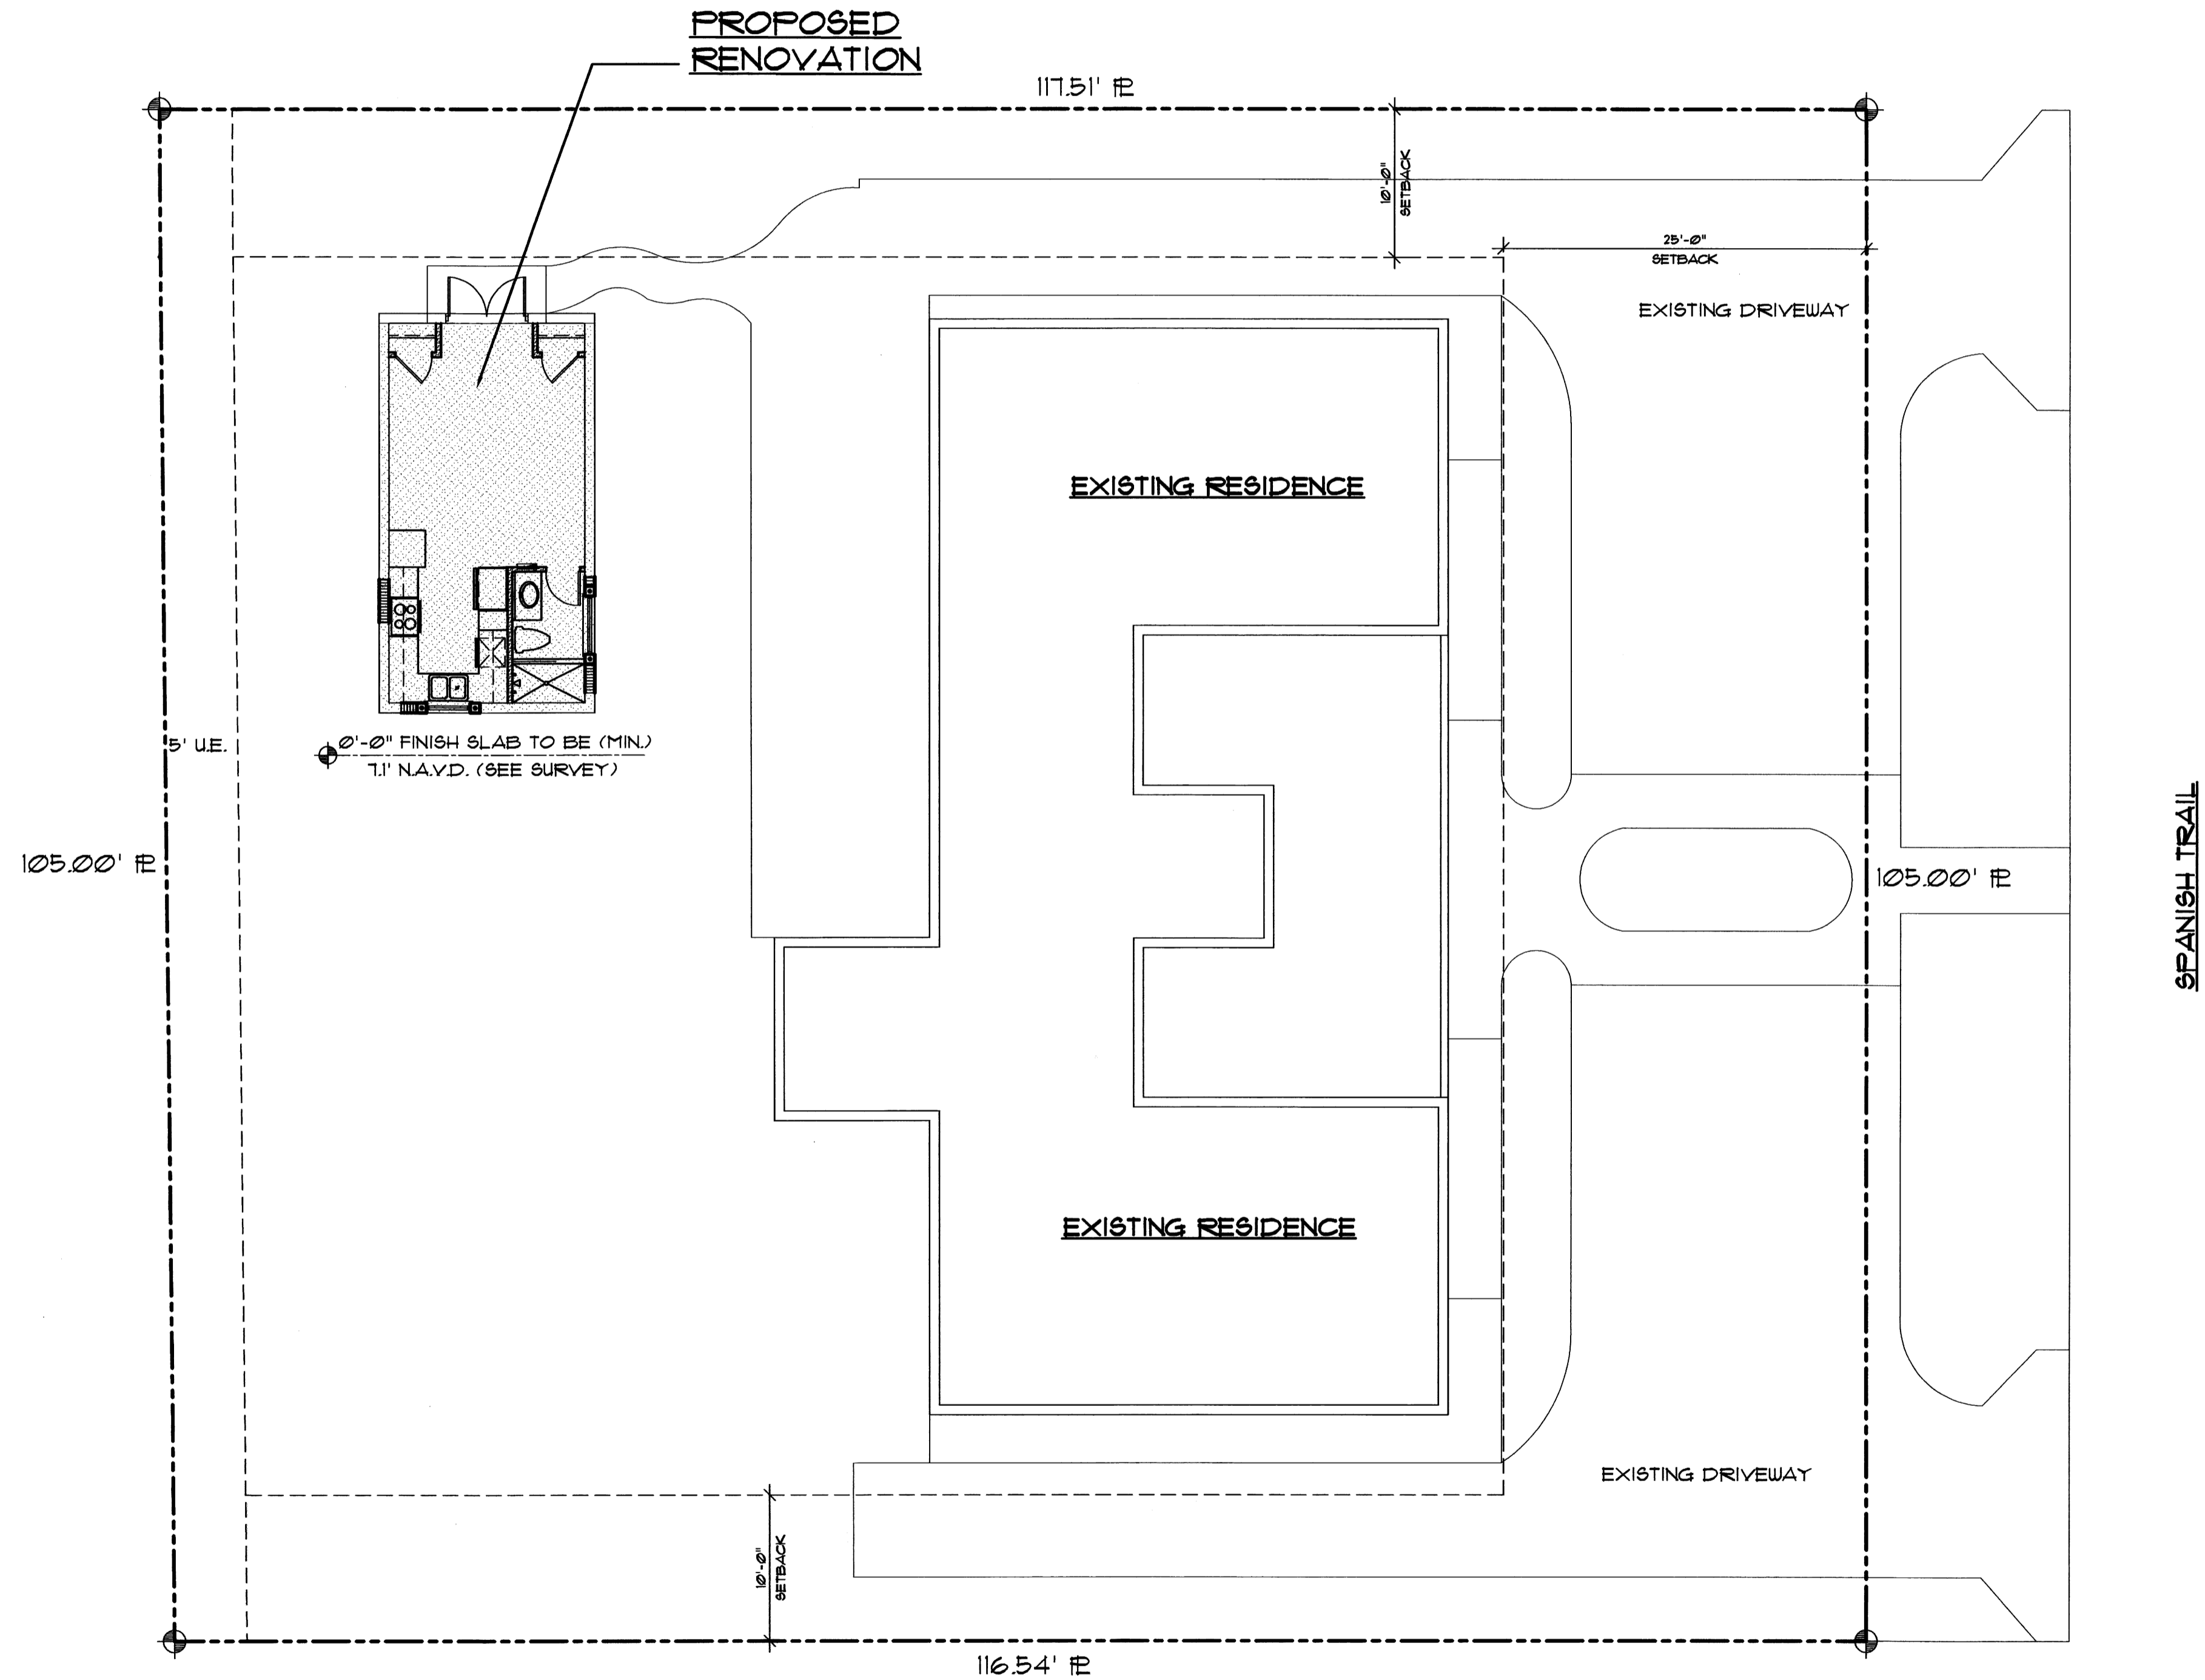 PROPOSED
RENOVATION
117.51' PL
10'-0"
SETBACK
25'-0"
SETBACK
EXISTING DRIVEWAY
EXISTING RESIDENCE
5' U.E.
0'-0" FINISH SLAB TO BE (MIN.)
7.1' N.A.V.D. (SEE SURVEY)
105.00' PL
105.00' PL
SPANISH TRAIL
EXISTING RESIDENCE
EXISTING DRIVEWAY
10'-0"
SETBACK
116.54' PL